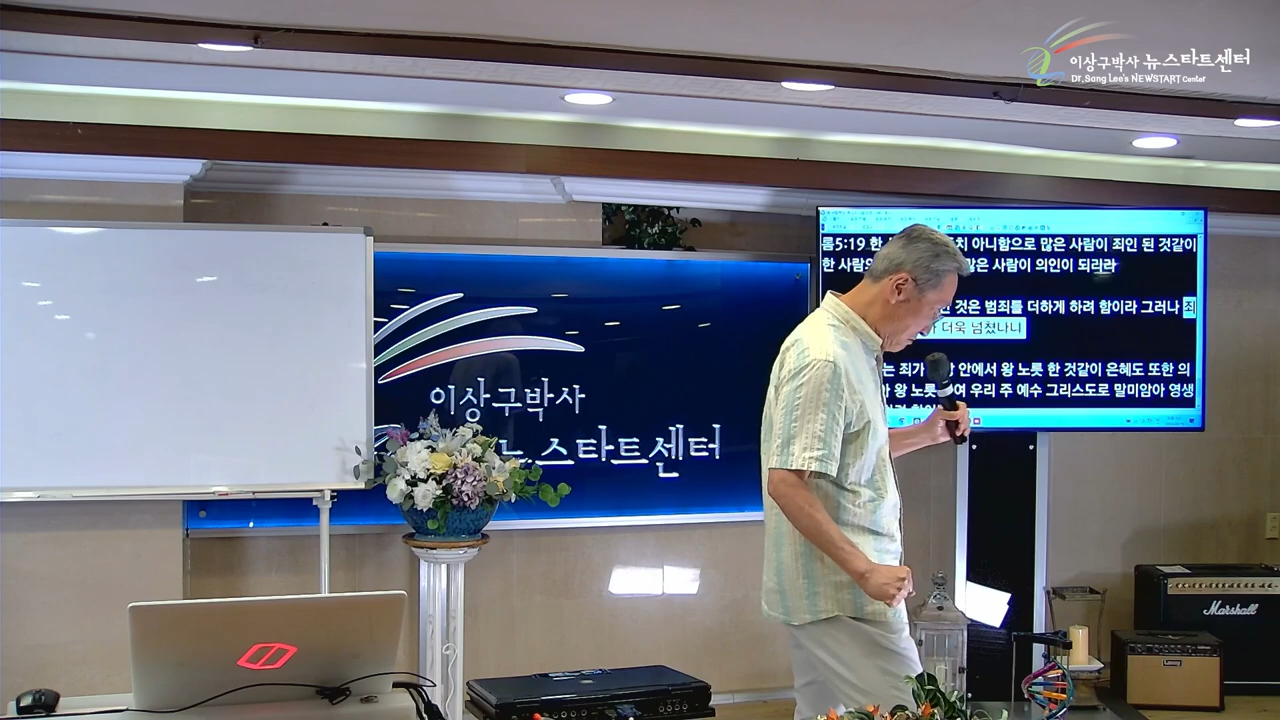 이상구박사 뉴스타트센터
Dr. Sang Lee's NEWSTART Center
롬5:19 한 치 아니함으로 많은 사람이 죄인 된 것같이
한 사람 많은 사람이 의인이 되리라
것은 범죄를 더하게 하려 함이라 그러나 죄
더욱 넘쳤나니
는 죄가 안에서 왕 노릇 한 것같이 은혜도 또한 의
왕 노릇 여 우리 주 예수 그리스도로 말미암아 영생
이상구박사
뉴스타트센터
Marshall
Laney